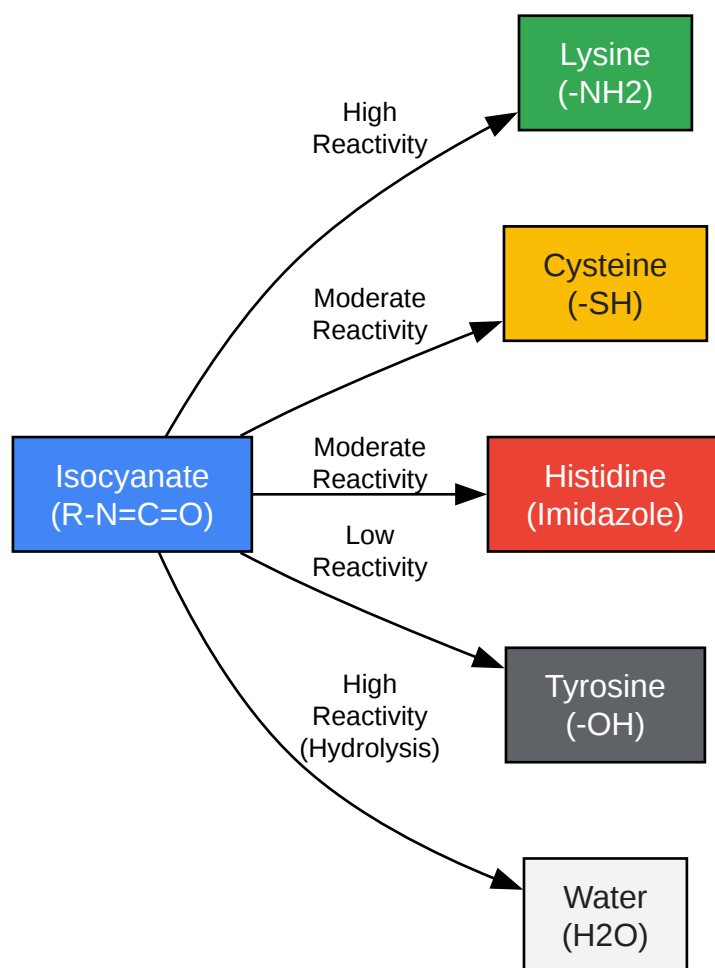 Lysine
(-NH2)
High
Reactivity
Cysteine
(-SH)
Moderate
Reactivity
Isocyanate
(R-N=C=O)
Moderate
Reactivity
Histidine
(Imidazole)
Low
Reactivity
Tyrosine
(-OH)
High
Reactivity
(Hydrolysis)
Water
(H2O)